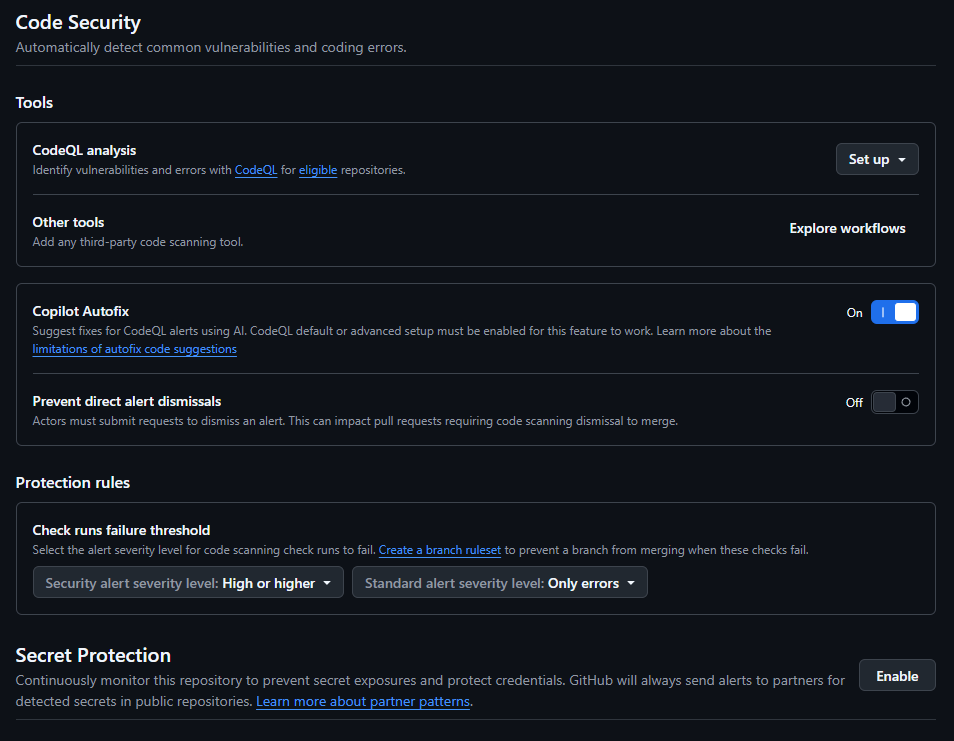 Code Security
Automatically detect common vulnerabilities and coding errors.
Tools
CodeQL analysis
Identify vulnerabilities and errors with CodeQL for eligible repositories.
Set up
Other tools
Add any third-party code scanning tool.
Explore workflows
Copilot Autofix
Suggest fixes for CodeQL alerts using AI. CodeQL default or advanced setup must be enabled for this feature to work. Learn more about the
limitations of autofix code suggestions
On
Prevent direct alert dismissals
Actors must submit requests to dismiss an alert. This can impact pull requests requiring code scanning dismissal to merge.
Off
Protection rules
Check runs failure threshold
Select the alert severity level for code scanning check runs to fail. Create a branch ruleset to prevent a branch from merging when these checks fail.
Security alert severity level: High or higher
Standard alert severity level: Only errors
Secret Protection
Continuously monitor this repository to prevent secret exposures and protect credentials. GitHub will always send alerts to partners for
detected secrets in public repositories. Learn more about partner patterns.
Enable